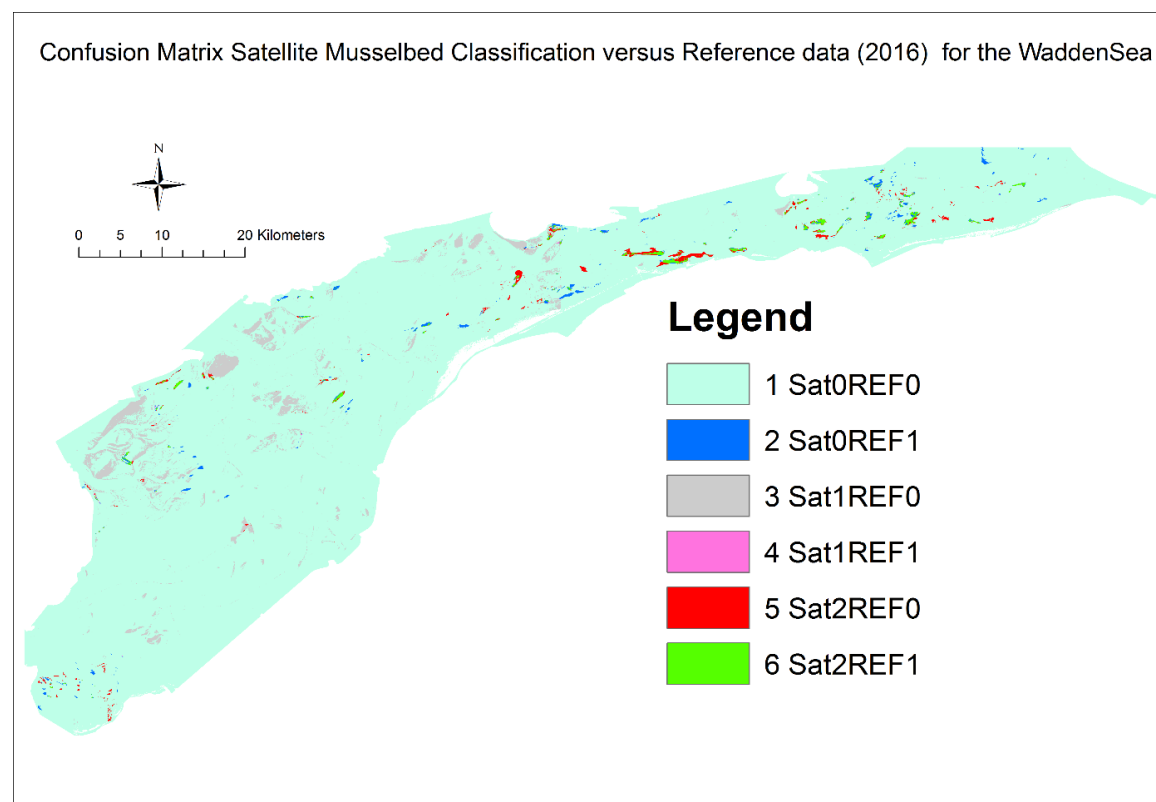 Confusion Matrix Satellite Musselbed Classification versus Reference data (2016)  for the WaddenSea
N
0 5 10 20 Kilometers
Legend
1 Sat0REF0
2 Sat0REF1
3 Sat1REF0
4 Sat1REF1
5 Sat2REF0
6 Sat2REF1